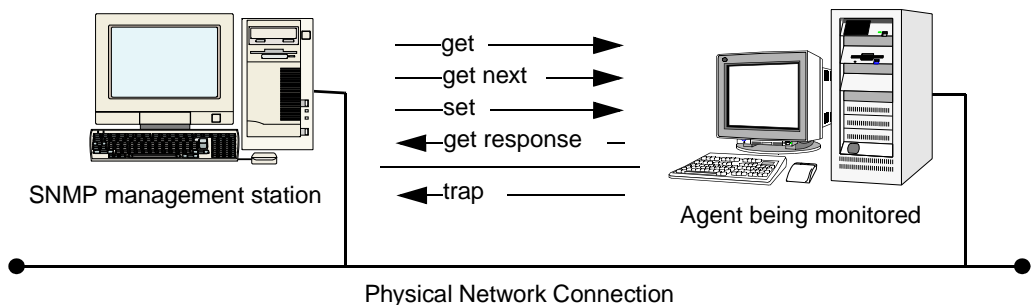 get
get next
set
get response
trap
SNMP management station
Agent being monitored
Physical Network Connection